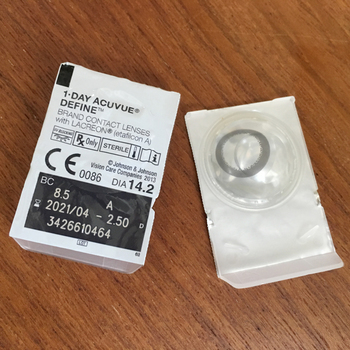 1·DAY ACUVUE®
DEFINE™
BRAND CONTACT LENSES
with LACREON® (etafilcon A)
Rx Only STERILE
CE 0086
© Johnson & Johnson
Vision Care Companies 2013
DIA 14.2
BC
8.5 A
2021/04 -2.50 D
3426610464
LOT